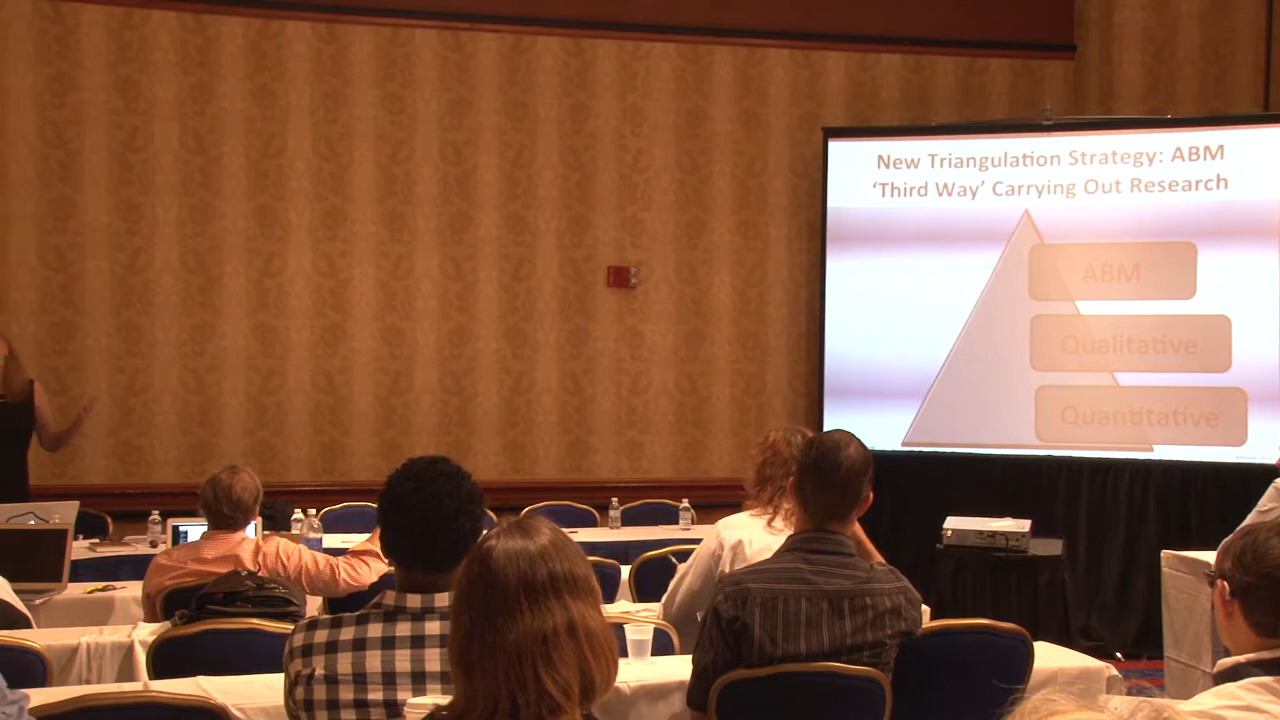 New Triangulation Strategy: ABM
‘Third Way’ Carrying Out Research
ABM
Qualitative
Quantitative